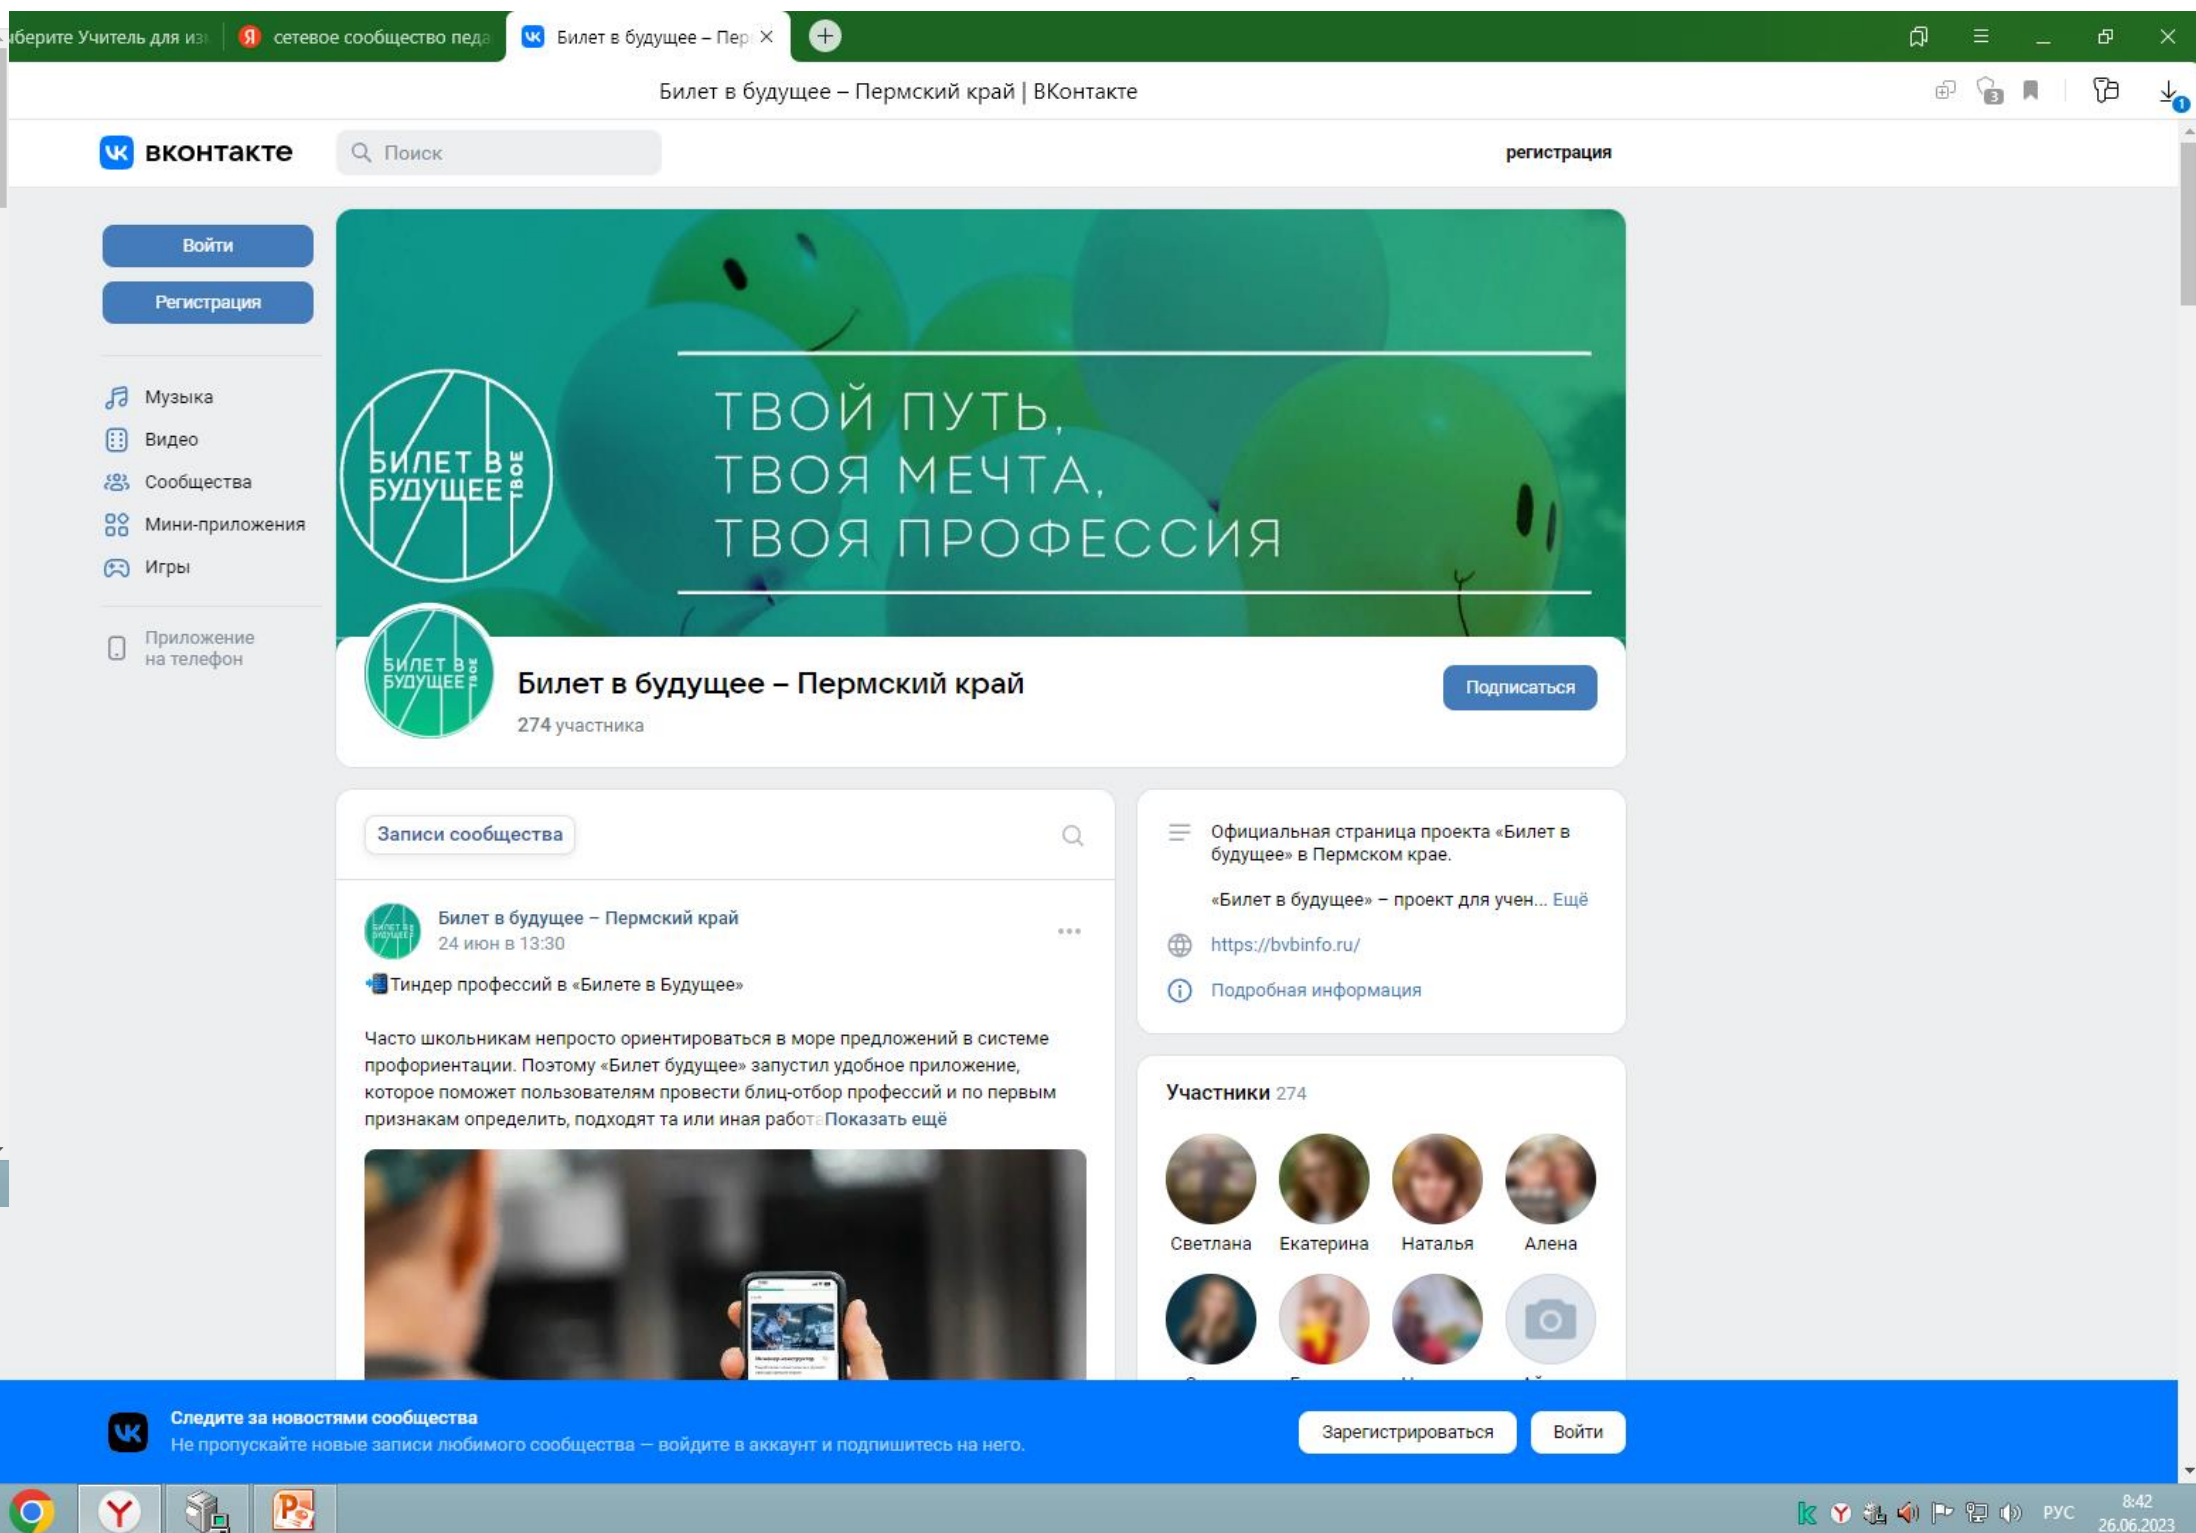 сетевое сообщество педа
Билет в будущее – Пер
Билет в будущее – Пермский край | ВКонтакте
3
1
вконтакте
Поиск
регистрация
Войти
Регистрация
Музыка
Видео
Сообщества
Мини-приложения
Игры
Приложение
на телефон
БИЛЕТ В
БУДУЩЕЕ
ТВОЕ
ТВОЙ ПУТЬ,
ТВОЯ МЕЧТА,
ТВОЯ ПРОФЕССИЯ
БИЛЕТ В
БУДУЩЕЕ
ТВОЕ
Билет в будущее – Пермский край
274 участника
Подписаться
Записи сообщества
Билет в будущее – Пермский край
24 июн в 13:30
Тиндер профессий в «Билете в Будущее»
Часто школьникам непросто ориентироваться в море предложений в системе
профориентации. Поэтому «Билет будущее» запустил удобное приложение,
которое поможет пользователям провести блиц-отбор профессий и по первым
признакам определить, подходят та или иная работа Показать ещё
Официальная страница проекта «Билет в
будущее» в Пермском крае.
«Билет в будущее» – проект для учен... Ещё
https://bvbinfo.ru/
Подробная информация
Участники 274
Светлана Екатерина Наталья Алена
Следите за новостями сообщества
Не пропускайте новые записи любимого сообщества — войдите в аккаунт и подпишитесь на него.
Зарегистрироваться
Войти
РУС
8:42
26.06.2023